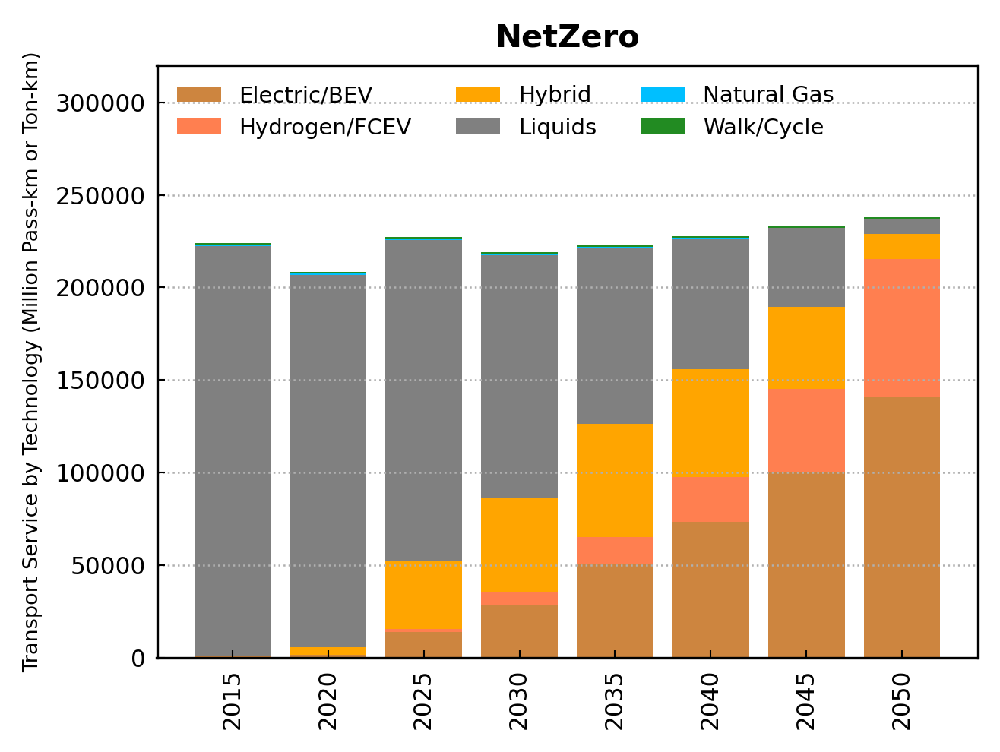 NetZero
Transport Service by Technology (Million Pass-km or Ton-km)
300000
250000
200000
150000
100000
50000
0
Electric/BEV
Hydrogen/FCEV
Hybrid
Liquids
Natural Gas
Walk/Cycle
2015
2020
2025
2030
2035
2040
2045
2050